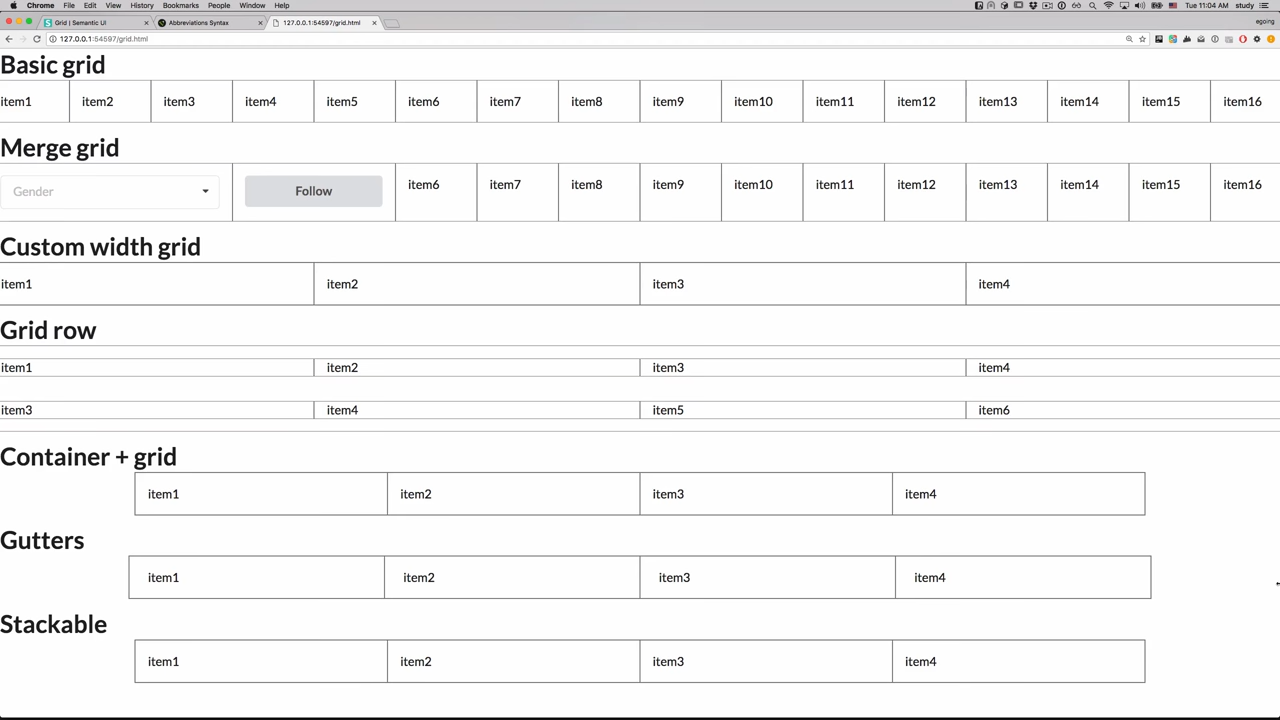 Chrome File Edit View History Bookmarks People Window Help Tue 11:04 AM study
Grid | Semantic UI Abbreviations Syntax 127.0.0.1:54597/grid.html egoing
127.0.0.1:54597/grid.html
Basic grid
item1 item2 item3 item4 item5 item6 item7 item8 item9 item10 item11 item12 item13 item14 item15 item16
Merge grid
Gender Follow item6 item7 item8 item9 item10 item11 item12 item13 item14 item15 item16
Custom width grid
item1 item2 item3 item4
Grid row
item1 item2 item3 item4
item3 item4 item5 item6
Container + grid
item1 item2 item3 item4
Gutters
item1 item2 item3 item4
Stackable
item1 item2 item3 item4